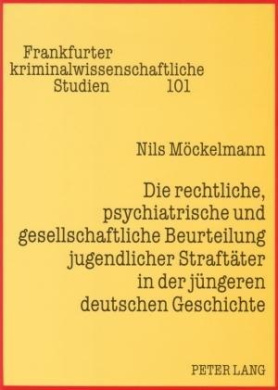 Frankfurter
kriminalwissenschaftliche
Studien 101
Nils Möckelmann
Die rechtliche,
psychiatrische und
gesellschaftliche Beurteilung
jugendlicher Straftäter
in der jüngeren
deutschen Geschichte
PETER LANG